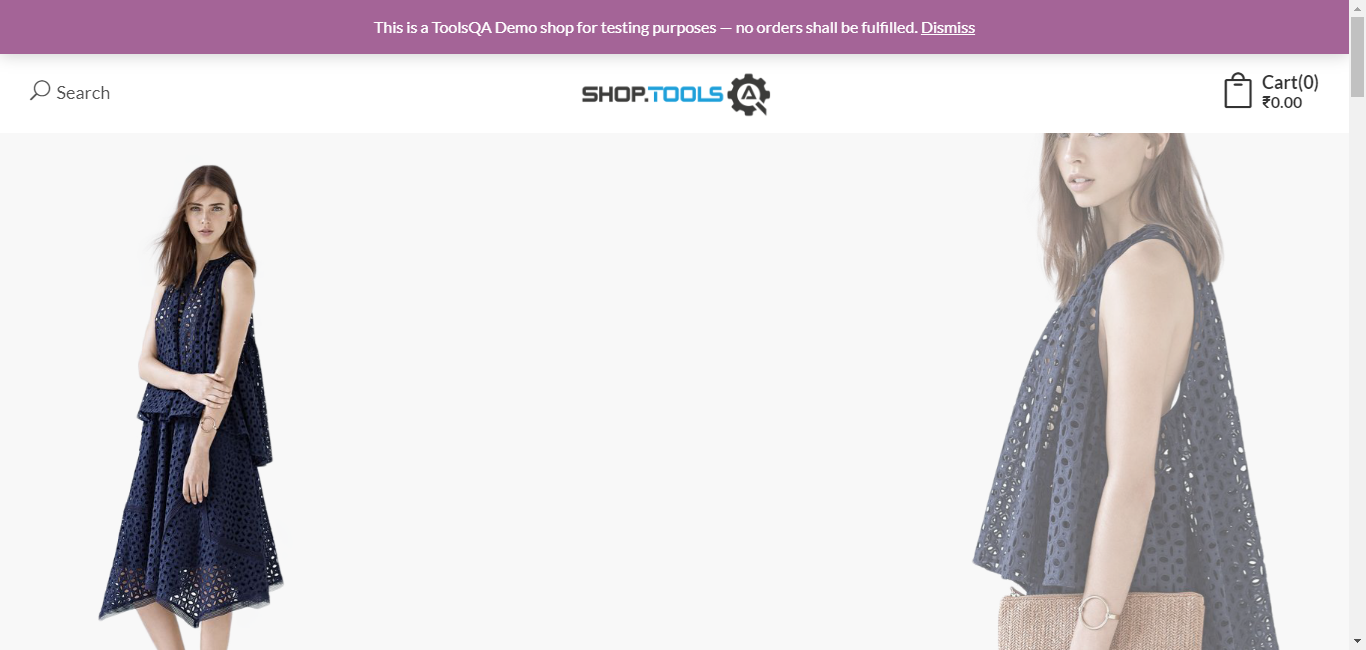 This is a ToolsQA Demo shop for testing purposes — no orders shall be fulfilled. Dismiss
Search
SHOP.TOOLS
Cart(0)
₹0.00